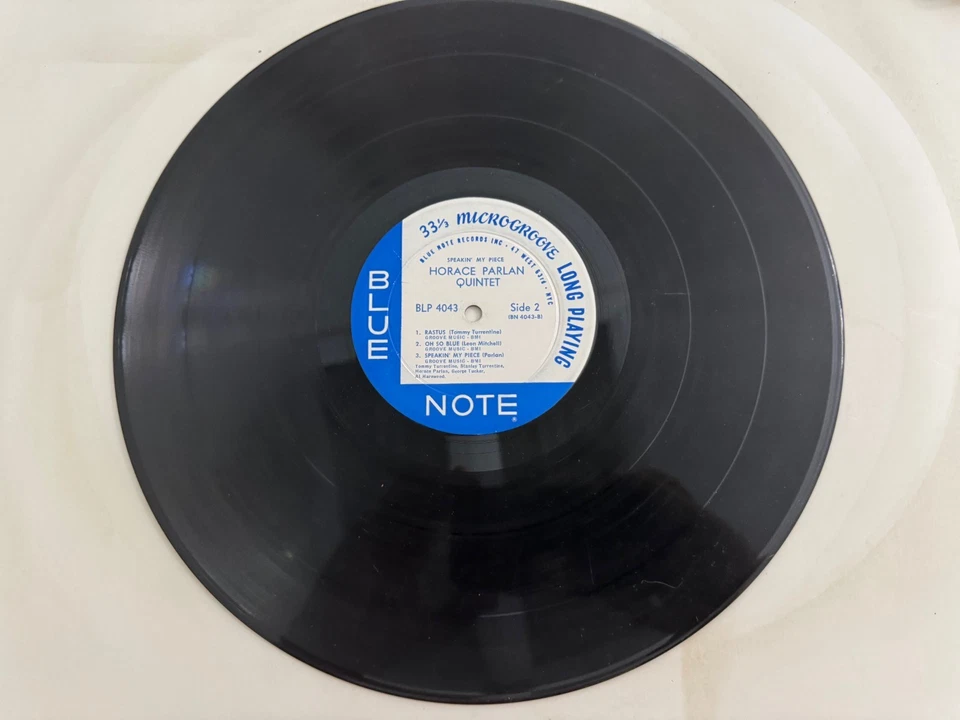 33⅓ MICROGROOVE LONG PLAYING
BLUE NOTE RECORDS INC • 47 WEST 63rd • NYC
SPEAKIN' MY PIECE
HORACE PARLAN
QUINTET
BLP 4043
Side 2
(BN 4043-B)
1. RASTUS (Tommy Turrentine)
GROOVE MUSIC - BMI
2. OH SO BLUE (Leon Mitchell)
GROOVE MUSIC - BMI
3. SPEAKIN' MY PIECE (Parlan)
GROOVE MUSIC - BMI
Tommy Turrentine, Stanley Turrentine,
Horace Parlan, George Tucker,
Al Harewood.
BLUE
NOTE®